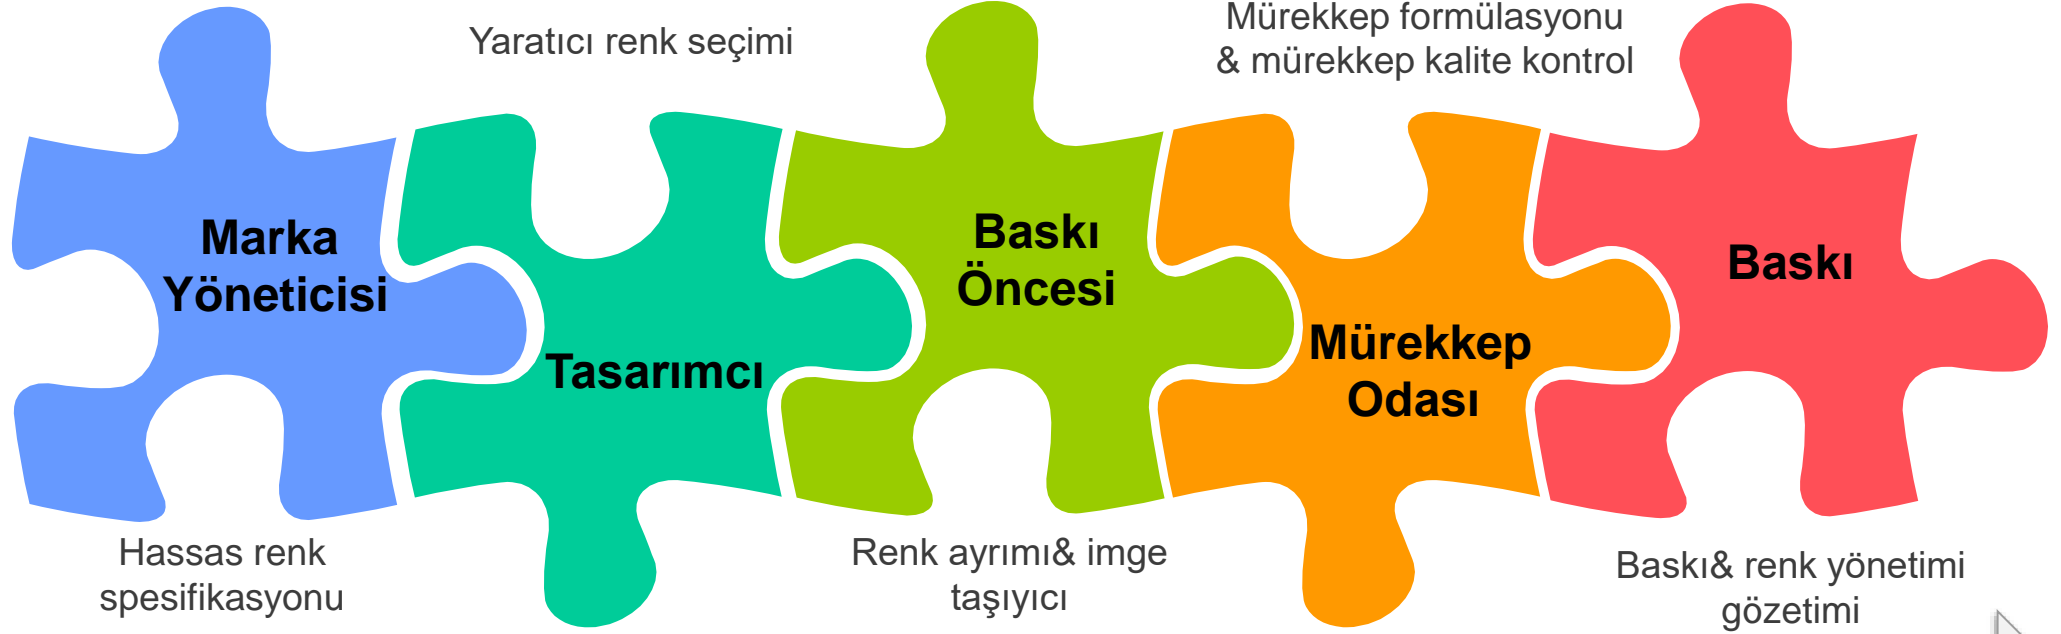 Yaratıcı renk seçimi
Mürekkep formülasyonu
& mürekkep kalite kontrol
Marka
Yöneticisi
Tasarımcı
Baskı
Öncesi
Mürekkep
Odası
Baskı
Hassas renk
spesifikasyonu
Renk ayrımı& imge
taşıyıcı
Baskı& renk yönetimi
gözetimi